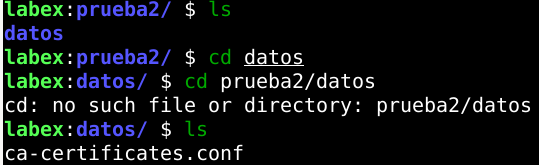 labex:prueba2/ $ ls
datos
labex:prueba2/ $ cd datos
labex:datos/ $ cd prueba2/datos
cd: no such file or directory: prueba2/datos
labex:datos/ $ ls
ca-certificates.conf